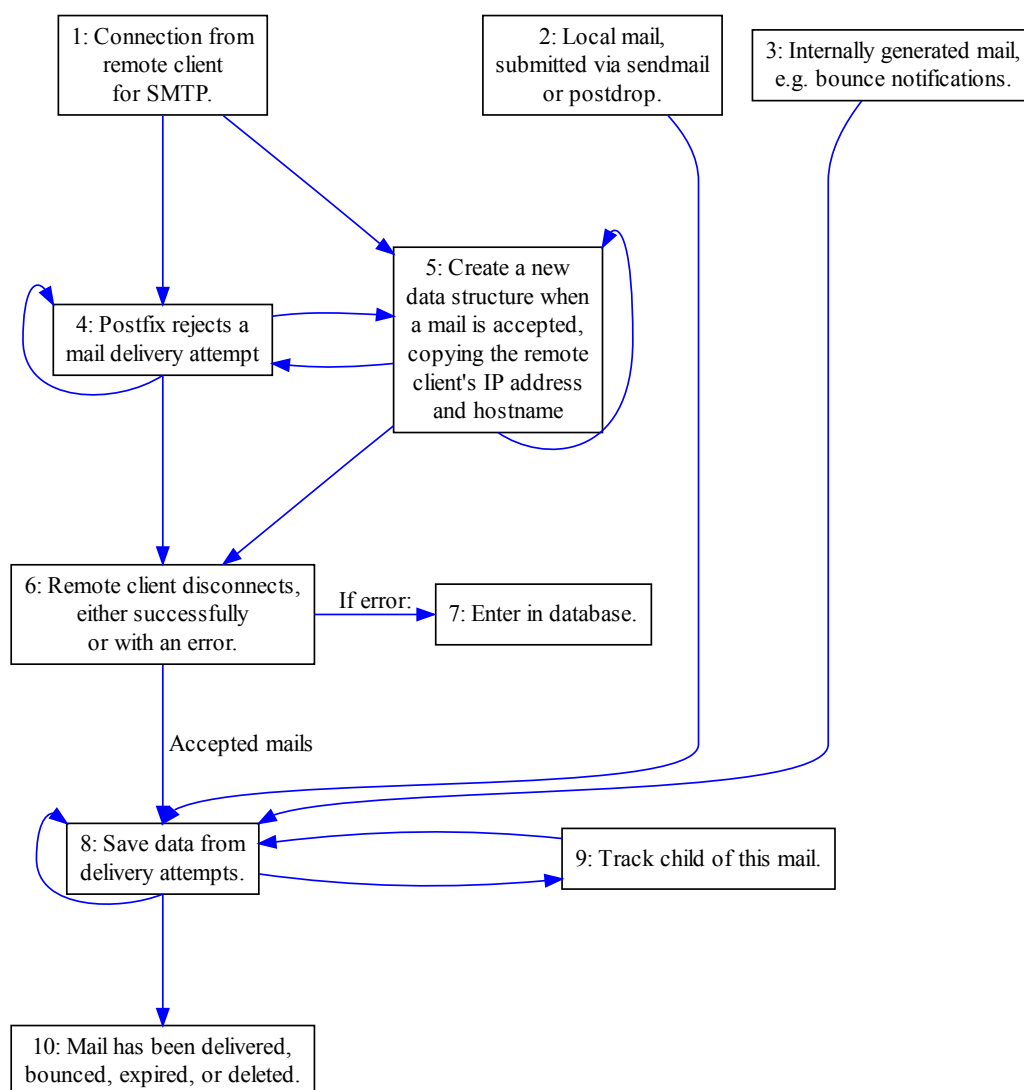 1: Connection from
remote client
for SMTP.
2: Local mail,
submitted via sendmail
or postdrop.
3: Internally generated mail,
e.g. bounce notifications.
5: Create a new
data structure when
a mail is accepted,
copying the remote
client's IP address
and hostname
4: Postfix rejects a
mail delivery attempt
6: Remote client disconnects,
either successfully
or with an error.
If error:
7: Enter in database.
Accepted mails
8: Save data from
delivery attempts.
9: Track child of this mail.
10: Mail has been delivered,
bounced, expired, or deleted.